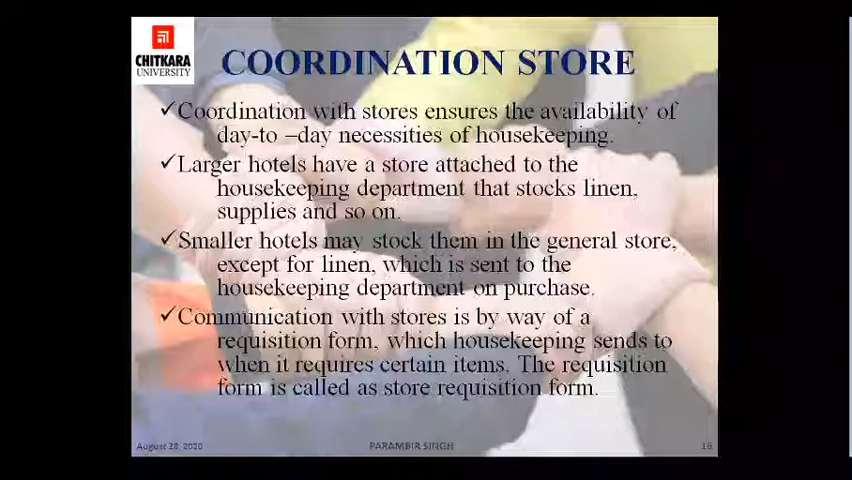 CHITKARA
UNIVERSITY
COORDINATION STORE
✓Coordination with stores ensures the availability of
day-to –day necessities of housekeeping.
✓Larger hotels have a store attached to the
housekeeping department that stocks linen,
supplies and so on.
✓Smaller hotels may stock them in the general store,
except for linen, which is sent to the
housekeeping department on purchase.
✓Communication with stores is by way of a
requisition form, which housekeeping sends to
when it requires certain items. The requisition
form is called as store requisition form.
August 28, 2020 PARAMBIR SINGH 16